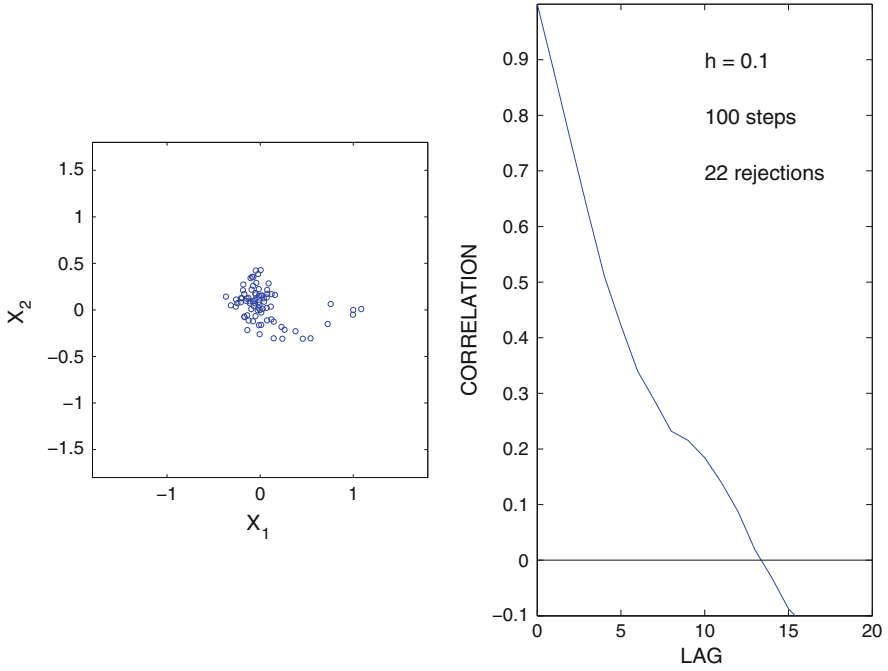 1.5
1
0.5
0
−0.5
−1
−1.5
X2
−1 0 1
X1
0.9
0.8
0.7
0.6
0.5
0.4
0.3
0.2
0.1
0
−0.1
CORRELATION
h = 0.1
100 steps
22 rejections
0 5 10 15 20
LAG